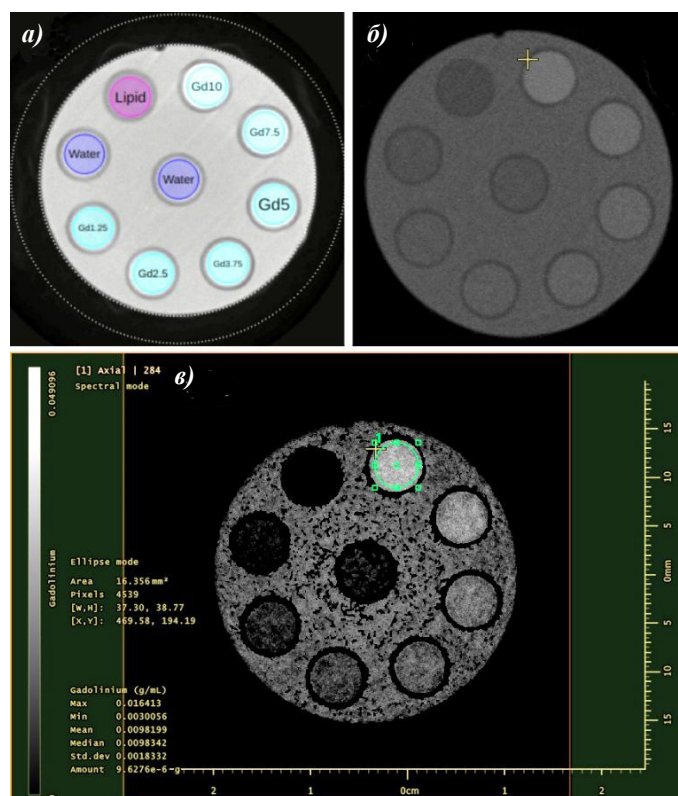 а)
б)
Lipid
Gd10
Gd7.5
Water
Water
Gd5
Gd1.25
Gd2.5
Gd3.75
в)
[1] Axial | 284
Spectral mode
0.049096
Gadolinium
1
Ellipse mode
Area 16.356mm²
Pixels 4539
[W,H]: 37.30, 38.77
[X,Y]: 469.58, 194.19
Gadolinium (g/mL)
Max 0.016413
Min 0.0030056
Mean 0.0098199
Median 0.0098342
Std.dev 0.0018332
Amount 9.6276e-6 g
15
10
5
0mm
5
10
15
2 1 0cm 1 2